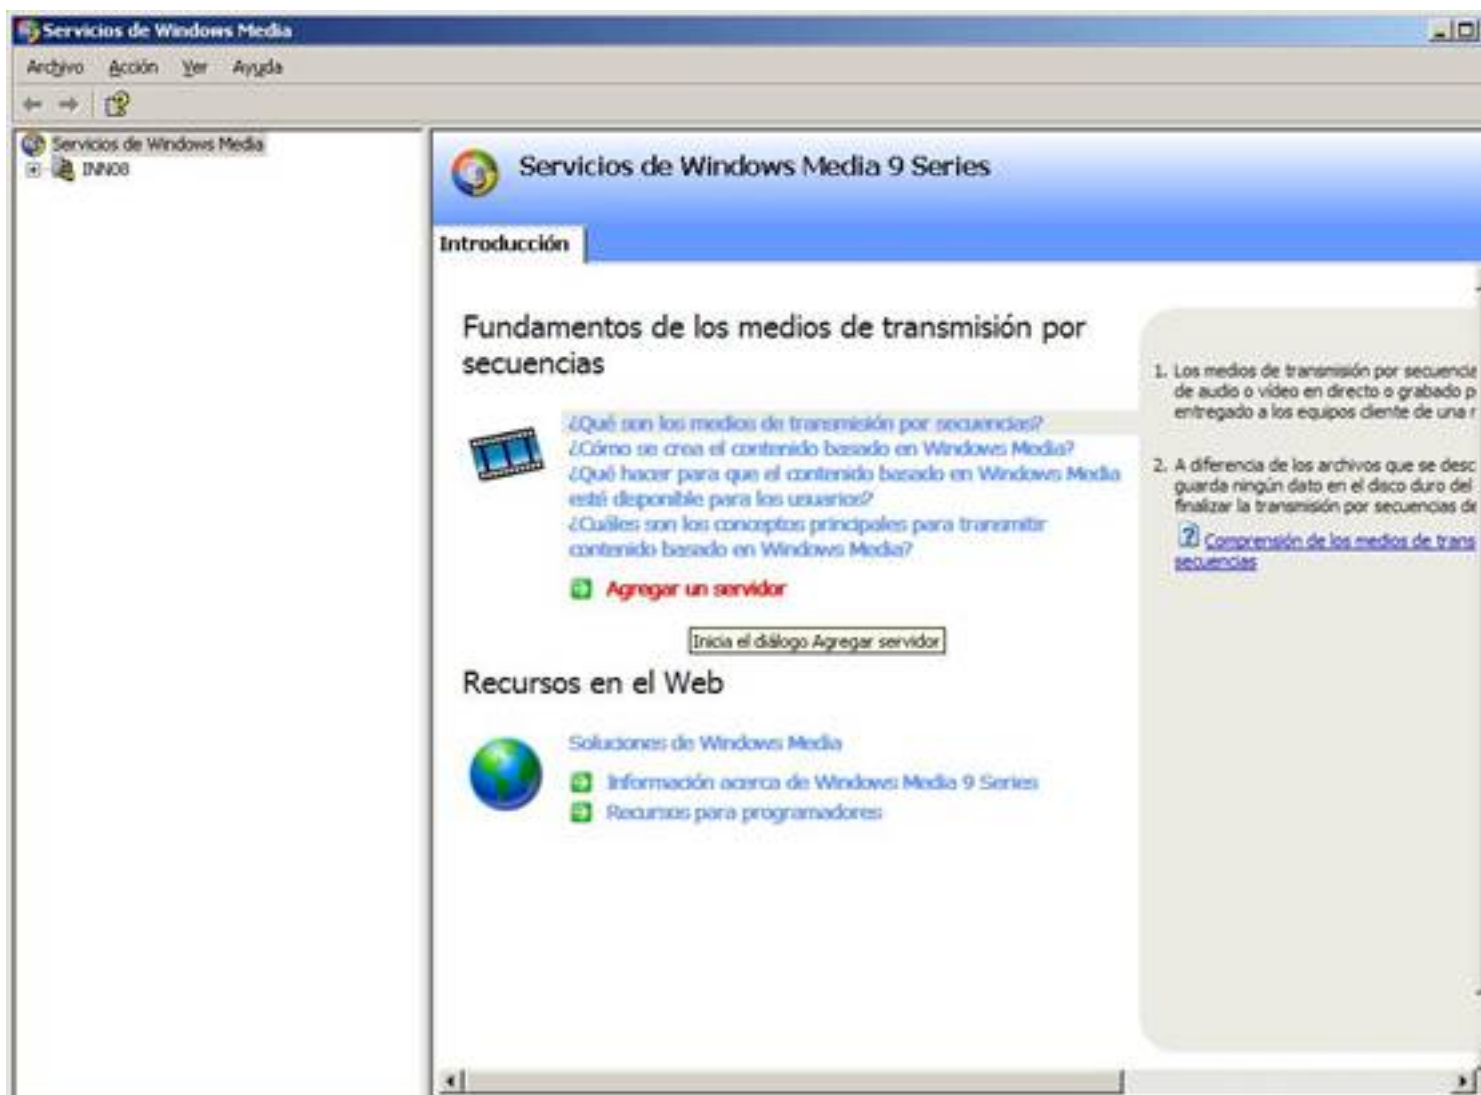 Servicios de Windows Media
Archivo Acción Ver Ayuda
Servicios de Windows Media
INN08
Servicios de Windows Media 9 Series
Introducción
Fundamentos de los medios de transmisión por
secuencias
¿Qué son los medios de transmisión por secuencias?
¿Cómo se crea el contenido basado en Windows Media?
¿Qué hacer para que el contenido basado en Windows Media
esté disponible para los usuarios?
¿Cuáles son los conceptos principales para transmitir
contenido basado en Windows Media?
Agregar un servidor
Inicia el diálogo Agregar servidor
Recursos en el Web
Soluciones de Windows Media
Información acerca de Windows Media 9 Series
Recursos para programadores
1. Los medios de transmisión por secuencia
de audio o vídeo en directo o grabado p
entregado a los equipos cliente de una
2. A diferencia de los archivos que se desc
guarda ningún dato en el disco duro del
finalizar la transmisión por secuencias de
Comprensión de los medios de trans
secuencias